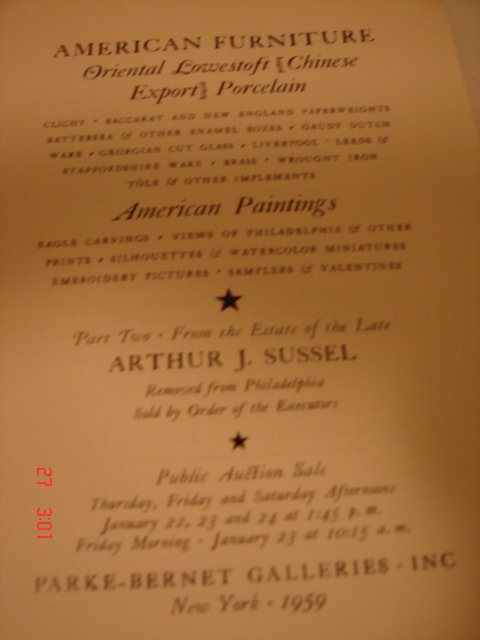 AMERICAN FURNITURE
Oriental Lowestoft [Chinese
Export] Porcelain
CLICHY · BACCARAT AND NEW ENGLAND PAPERWEIGHTS
BATTERSEA & OTHER ENAMEL BOXES · GAUDY DUTCH
WARE · GEORGIAN CUT GLASS · LIVERPOOL · LEEDS &
STAFFORDSHIRE WARE · BRASS · WROUGHT IRON
TÔLE & OTHER IMPLEMENTS
American Paintings
EAGLE CARVINGS · VIEWS OF PHILADELPHIA & OTHER
PRINTS · SILHOUETTES & WATERCOLOR MINIATURES
EMBROIDERY PICTURES · SAMPLERS & VALENTINES
Part Two · From the Estate of the Late
ARTHUR J. SUSSEL
Removed from Philadelphia
Sold by Order of the Executors
Public Auction Sale
Thursday, Friday and Saturday Afternoons
January 22, 23 and 24 at 1:45 p.m.
Friday Morning · January 23 at 10:15 a.m.
PARKE-BERNET GALLERIES · INC
New York · 1959
27 3:01